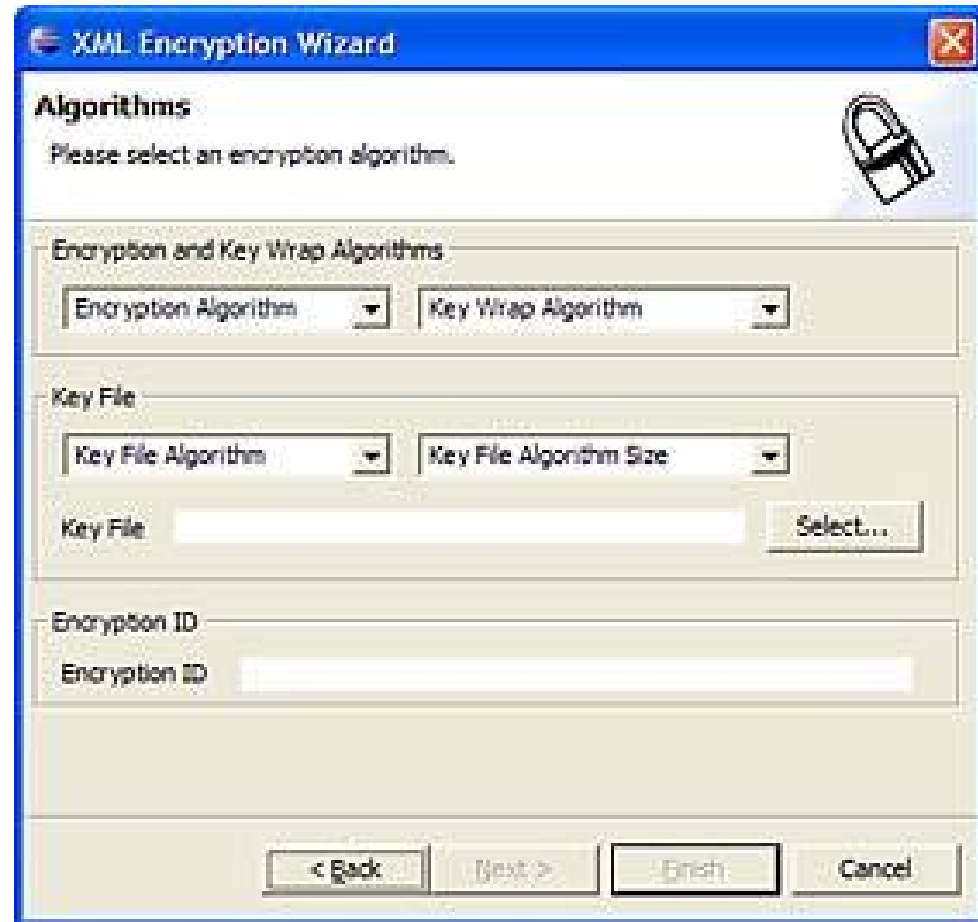 XML Encryption Wizard
Algorithms
Please select an encryption algorithm.
Encryption and Key Wrap Algorithms
Encryption Algorithm
Key Wrap Algorithm
Key File
Key File Algorithm
Key File Algorithm Size
Key File
Select...
Encryption ID
Encryption ID
< Back
Next >
Finish
Cancel